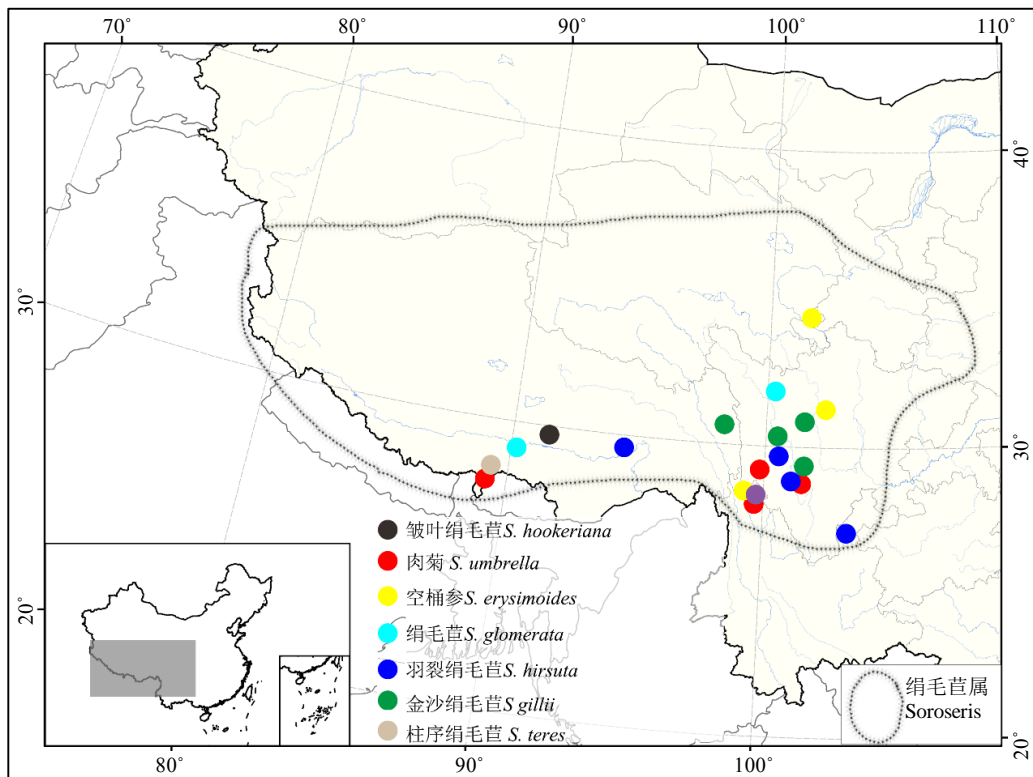 70°
80°
90°
100°
110°
40°
30°
30°
20°
20°
80°
90°
100°
皱叶绢毛苣S. hookeriana
肉菊 S. umbrella
空桶参S. erysimoides
绢毛苣S. glomerata
羽裂绢毛苣S. hirsuta
金沙绢毛苣S gillii
柱序绢毛苣 S. teres
绢毛苣属
Soroseris